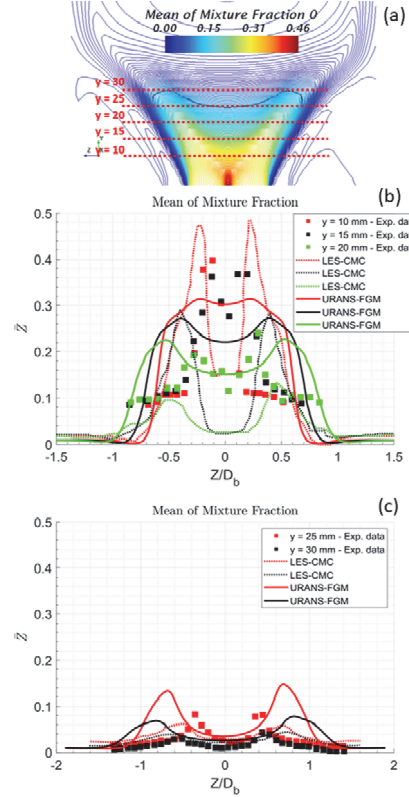 (a)
Mean of Mixture Fraction 0
0.00 0.15 0.31 0.46
y = 30
y = 25
y = 20
y = 15
y = 10
(b)
Mean of Mixture Fraction
y = 10 mm - Exp. data
y = 15 mm - Exp. data
y = 20 mm - Exp. data
LES-CMC
LES-CMC
LES-CMC
URANS-FGM
URANS-FGM
URANS-FGM
0.5
0.4
0.3
0.2
0.1
0
Z̄
-1.5 -1 -0.5 0 0.5 1 1.5
Z/D_b
(c)
Mean of Mixture Fraction
y = 25 mm - Exp. data
y = 30 mm - Exp. data
LES-CMC
LES-CMC
URANS-FGM
URANS-FGM
0.5
0.4
0.3
0.2
0.1
0
Z̄
-2 -1 0 1 2
Z/D_b